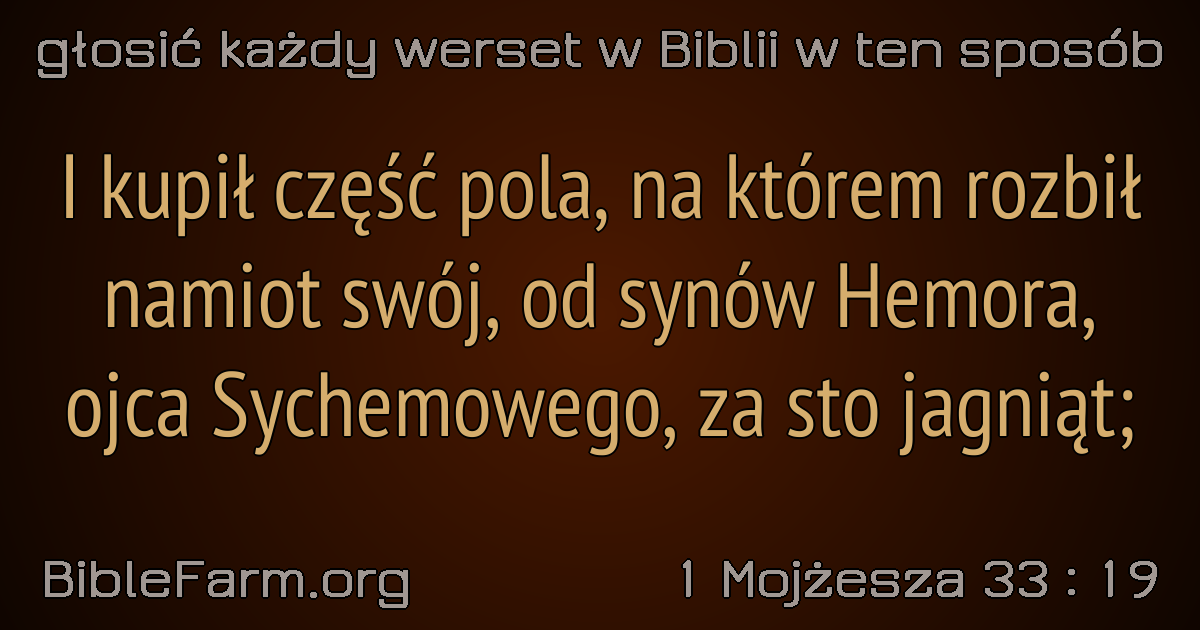 głosić każdy werset w Biblii w ten sposób
I kupił część pola, na którem rozbił
namiot swój, od synów Hemora,
ojca Sychemowego, za sto jagniąt;
BibleFarm.org
1 Mojżesza 33 : 19